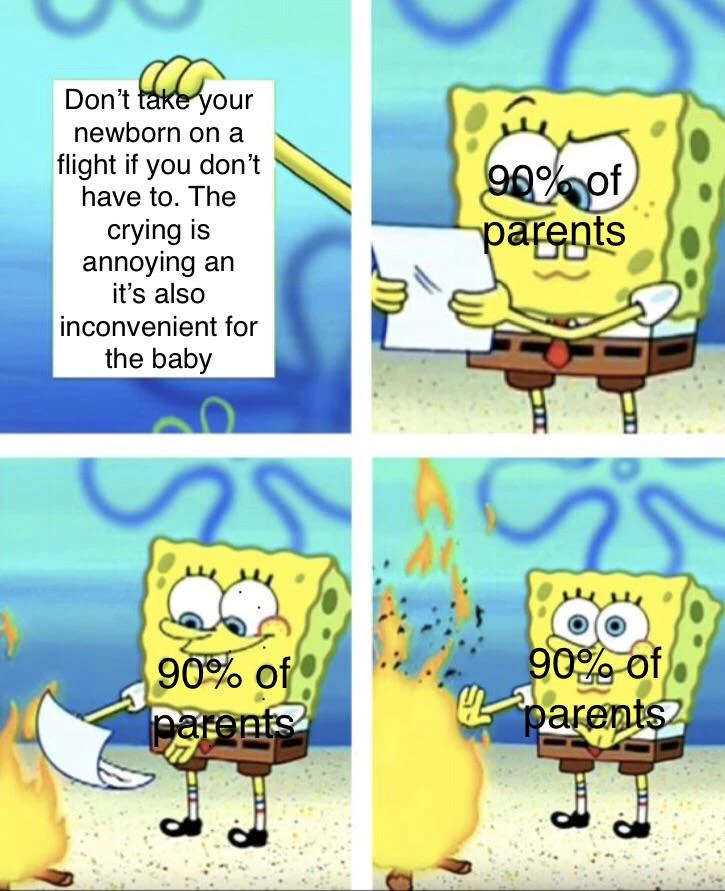 Don't take your
newborn on a
flight if you don't
have to. The
crying is
annoying an
it's also
inconvenient for
the baby
90% of
parents
90% of
parents
90% of
parents